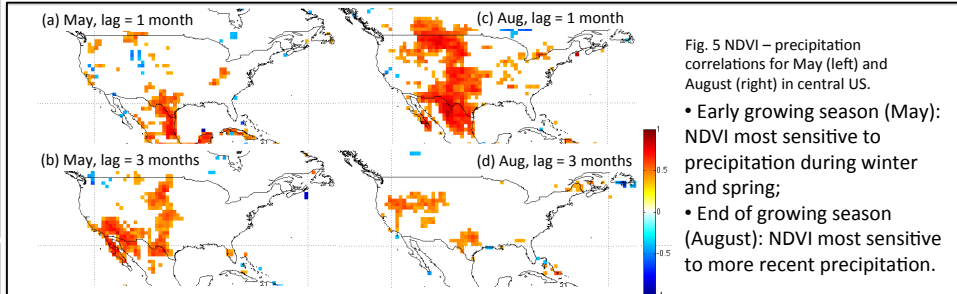 (a) May, lag = 1 month
(c) Aug, lag = 1 month
(b) May, lag = 3 months
(d) Aug, lag = 3 months
1
0.5
0
-0.5
Fig. 5 NDVI – precipitation
correlations for May (left) and
August (right) in central US.
• Early growing season (May):
NDVI most sensitive to
precipitation during winter
and spring;
• End of growing season
(August): NDVI most sensitive
to more recent precipitation.